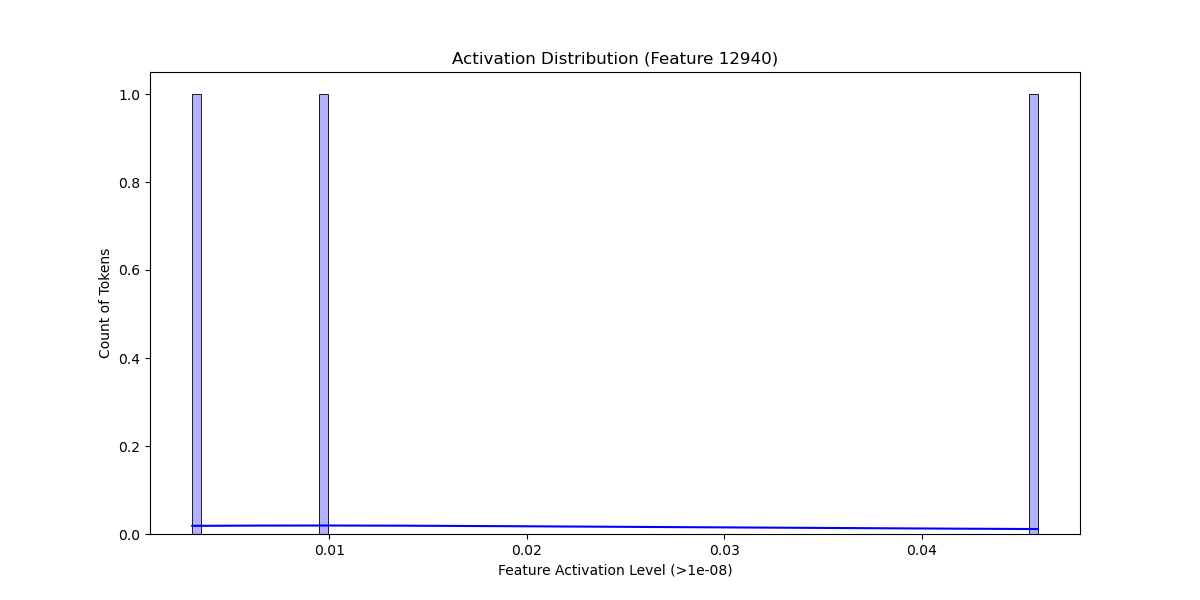 Activation Distribution (Feature 12940)
1.0
0.8
0.6
0.4
0.2
0.0
Count of Tokens
0.01 0.02 0.03 0.04
Feature Activation Level (>1e-08)